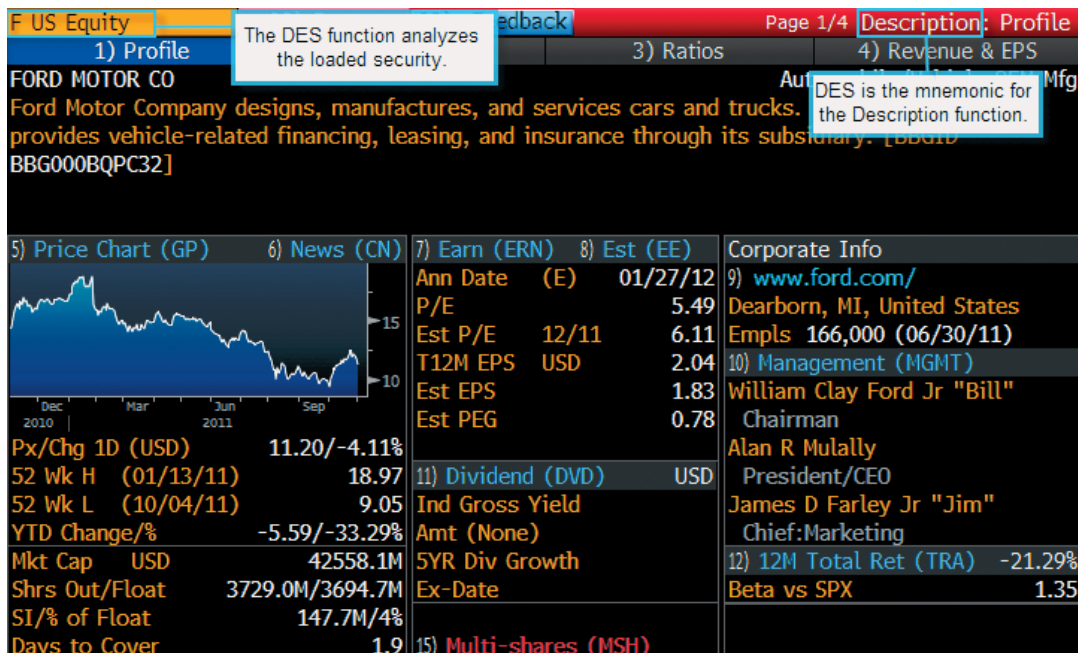 F US Equity
edback
Page 1/4 Description: Profile
The DES function analyzes
the loaded security.
1) Profile
3) Ratios
4) Revenue & EPS
FORD MOTOR CO
Mfg
DES is the mnemonic for
the Description function.
Ford Motor Company designs, manufactures, and services cars and trucks.
provides vehicle-related financing, leasing, and insurance through its subsidiary. [BBGID
BBG000BQPC32]
5) Price Chart (GP) 6) News (CN)
15
10
Dec Mar Jun Sep
2010 2011
Px/Chg 1D (USD) 11.20/-4.11%
52 Wk H (01/13/11) 18.97
52 Wk L (10/04/11) 9.05
YTD Change/% -5.59/-33.29%
Mkt Cap USD 42558.1M
Shrs Out/Float 3729.0M/3694.7M
SI/% of Float 147.7M/4%
Days to Cover 1.9
7) Earn (ERN) 8) Est (EE)
Ann Date (E) 01/27/12
P/E 5.49
Est P/E 12/11 6.11
T12M EPS USD 2.04
Est EPS 1.83
Est PEG 0.78
11) Dividend (DVD) USD
Ind Gross Yield
Amt (None)
5YR Div Growth
Ex-Date
15) Multi-shares (MSH)
Corporate Info
9) www.ford.com/
Dearborn, MI, United States
Empls 166,000 (06/30/11)
10) Management (MGMT)
William Clay Ford Jr "Bill"
Chairman
Alan R Mulally
President/CEO
James D Farley Jr "Jim"
Chief:Marketing
12) 12M Total Ret (TRA) -21.29%
Beta vs SPX 1.35